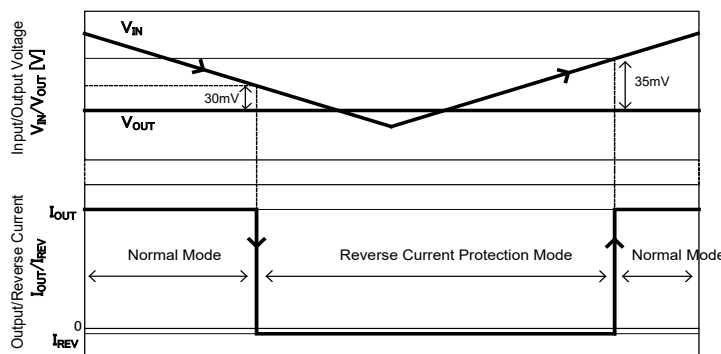 Input/Output Voltage
VIN/VOUT [V]
VIN
30mV
35mV
VOUT
Output/Reverse Current
IOUT/IREV
IOUT
Normal Mode
Reverse Current Protection Mode
Normal Mode
0
IREV